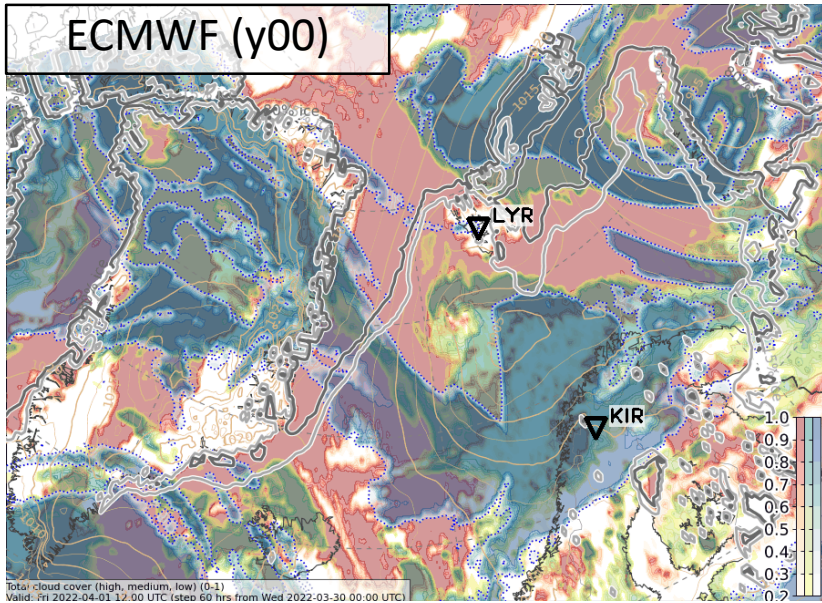 ECMWF (y00)
1015
LYR
1020
KIR
1.0
0.9
0.8
0.7
0.6
0.5
0.4
0.3
0.2
Total cloud cover (high, medium, low) (0-1)
Valid: Fri 2022-04-01 12.00 UTC (step 60 hrs from Wed 2022-03-30 00:00 UTC)